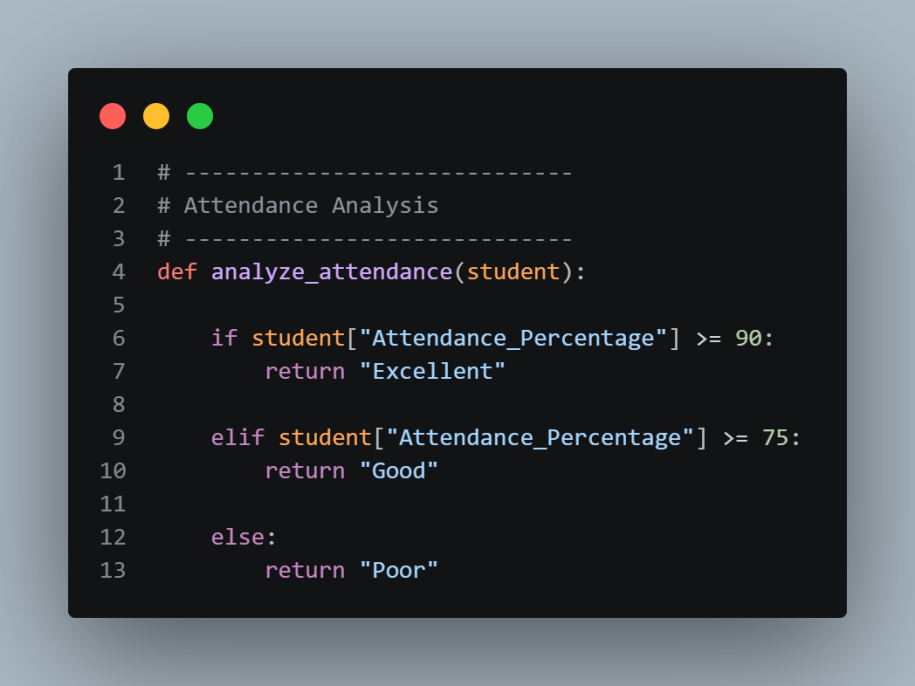 1 # -----------------------------
2 # Attendance Analysis
3 # -----------------------------
4 def analyze_attendance(student):
5
6     if student["Attendance_Percentage"] >= 90:
7         return "Excellent"
8
9     elif student["Attendance_Percentage"] >= 75:
10         return "Good"
11
12     else:
13         return "Poor"